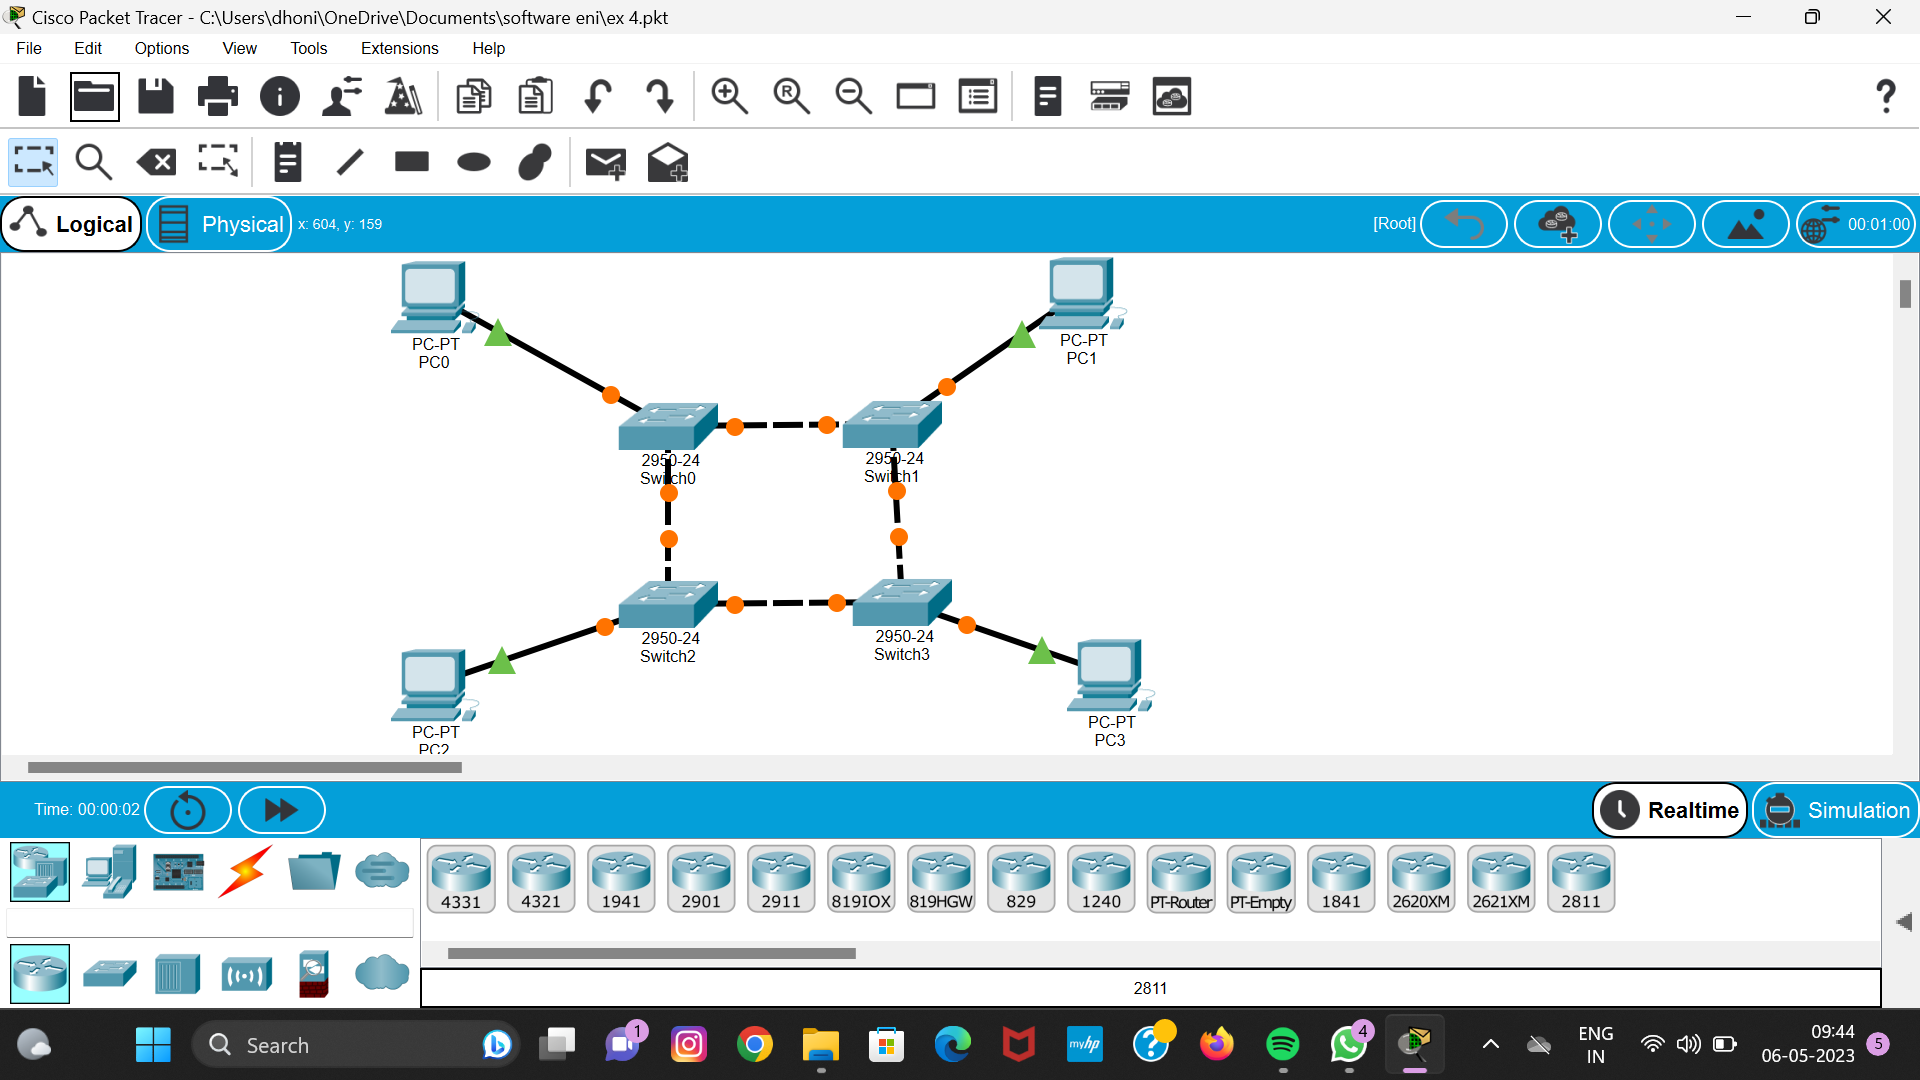 Cisco Packet Tracer - C:\Users\dhoni\OneDrive\Documents\software eni\ex 4.pkt
File Edit Options View Tools Extensions Help
R
?
Logical Physical x: 604, y: 159 [Root] 00:01:00
PC-PT
PC0
PC-PT
PC1
2950-24
Switch0
2950-24
Switch1
2950-24
Switch2
2950-24
Switch3
PC-PT
PC2
PC-PT
PC3
Time: 00:00:02 Realtime Simulation
4331 4321 1941 2901 2911 819IOX 819HGW 829 1240 PT-Router PT-Empty 1841 2620XM 2621XM 2811
2811
Search 1 myhp ? 4 ENG 09:44 5
IN 06-05-2023